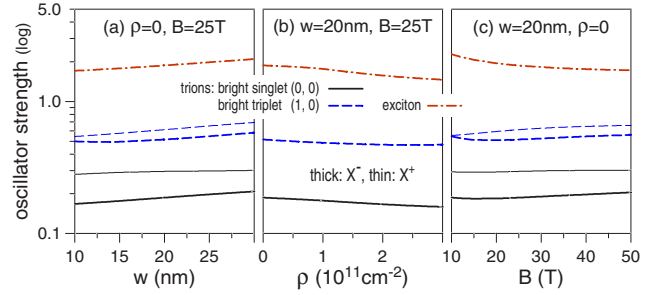 5.0
1.0
0.1
oscillator strength (log)
(a) ρ=0, B=25T
(b) w=20nm, B=25T
(c) w=20nm, ρ=0
trions: bright singlet (0, 0)
bright triplet (1, 0)
exciton
thick: X⁻, thin: X⁺
10 15 20 25
0 1 2
10 20 30 40 50
w (nm)
ρ (10¹¹cm⁻²)
B (T)